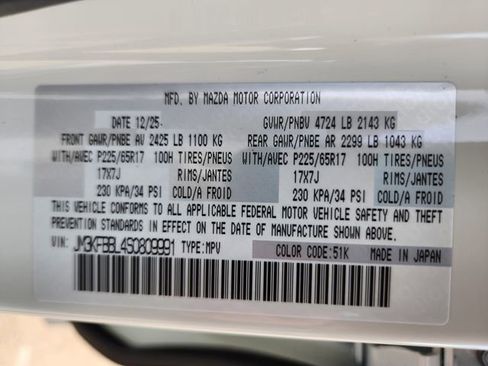 MFD. BY MAZDA MOTOR CORPORATION
DATE 12/25 GVWR/PNBV 4724 LB 2143 KG
FRONT GAWR/PNBE AV 2425 LB 1100 KG REAR GAWR/PNBE AR 2299 LB 1043 KG
WITH/AVEC P225/65R17 100H TIRES/PNEUS WITH/AVEC P225/65R17 100H TIRES/PNEUS
17X7J RIMS/JANTES 17X7J RIMS/JANTES
230 KPA/34 PSI COLD/A FROID 230 KPA/34 PSI COLD/A FROID
THIS VEHICLE CONFORMS TO ALL APPLICABLE FEDERAL MOTOR VEHICLE SAFETY AND THEFT
PREVENTION STANDARDS IN EFFECT ON THE DATE OF MANUFACTURE SHOWN ABOVE.
VIN: JM3KFBBL4S0809991 TYPE:MPV COLOR CODE:51K MADE IN JAPAN